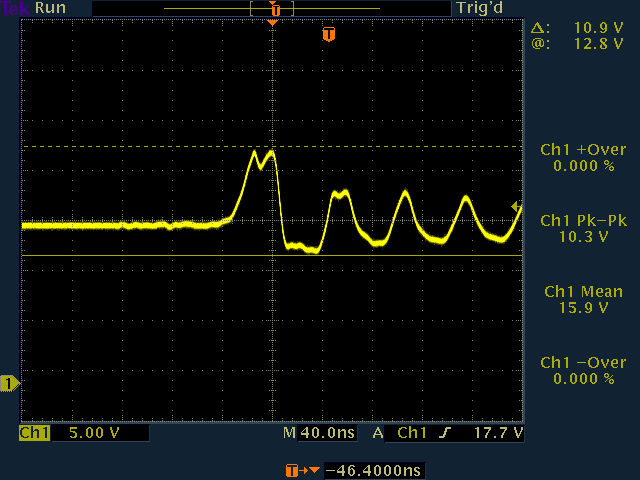 Tek Run Trig'd
[ T ]
T
Δ: 10.9 V
@: 12.8 V
Ch1 +Over
0.000 %
Ch1 Pk−Pk
10.3 V
Ch1 Mean
15.9 V
Ch1 −Over
0.000 %
1
Ch1 5.00 V M 40.0ns A Ch1 17.7 V
T −46.4000ns